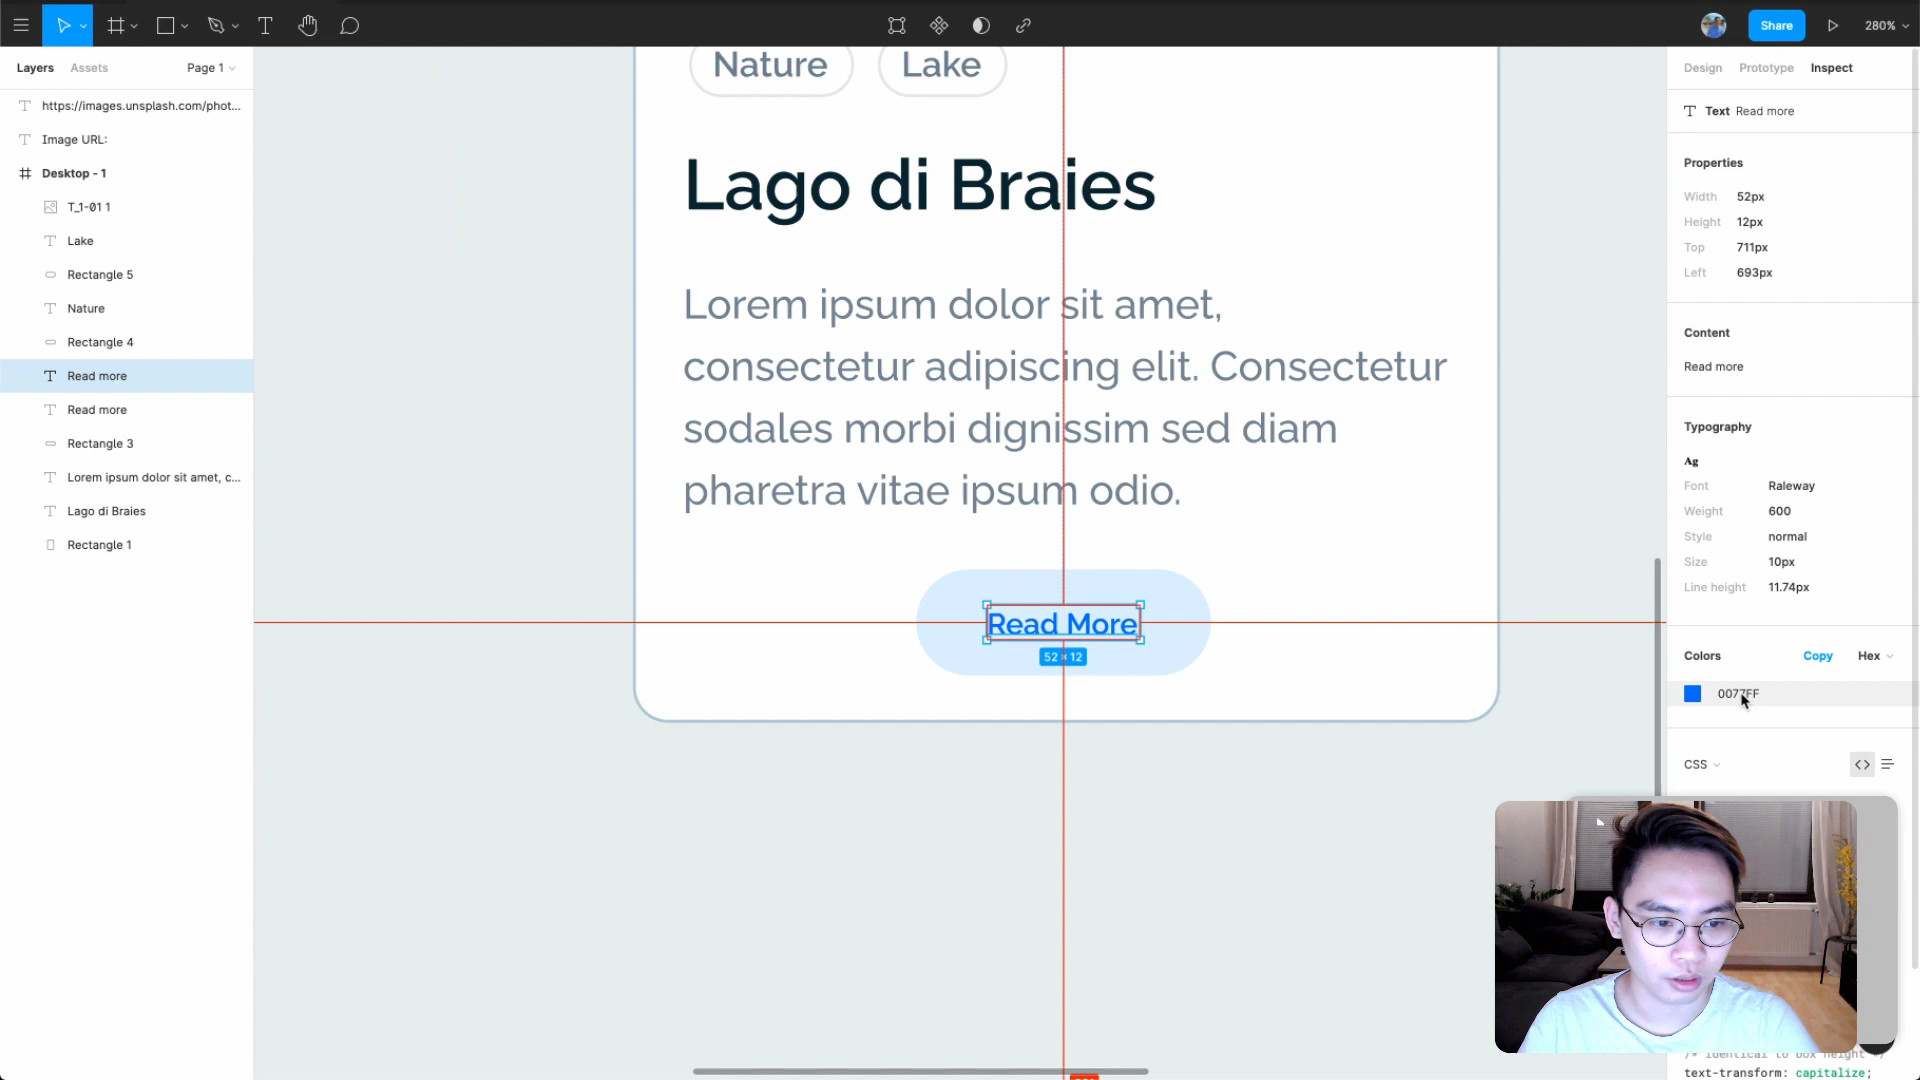 Share
280%
Layers
Assets
Page 1
https://images.unsplash.com/phot...
Image URL:
Desktop - 1
T_1-01 1
Lake
Rectangle 5
Nature
Rectangle 4
Read more
Read more
Rectangle 3
Lorem ipsum dolor sit amet, c...
Lago di Braies
Rectangle 1
Nature
Lake
Lago di Braies
Lorem ipsum dolor sit amet,
consectetur adipiscing elit. Consectetur
sodales morbi dignissim sed diam
pharetra vitae ipsum odio.
Read More
52 × 12
Design
Prototype
Inspect
Text Read more
Properties
Width 52px
Height 12px
Top 711px
Left 693px
Content
Read more
Typography
Ag
Font Raleway
Weight 600
Style normal
Size 10px
Line height 11.74px
Colors
Copy
Hex
0077FF
CSS
/* identical to box height */
text-transform: capitalize;